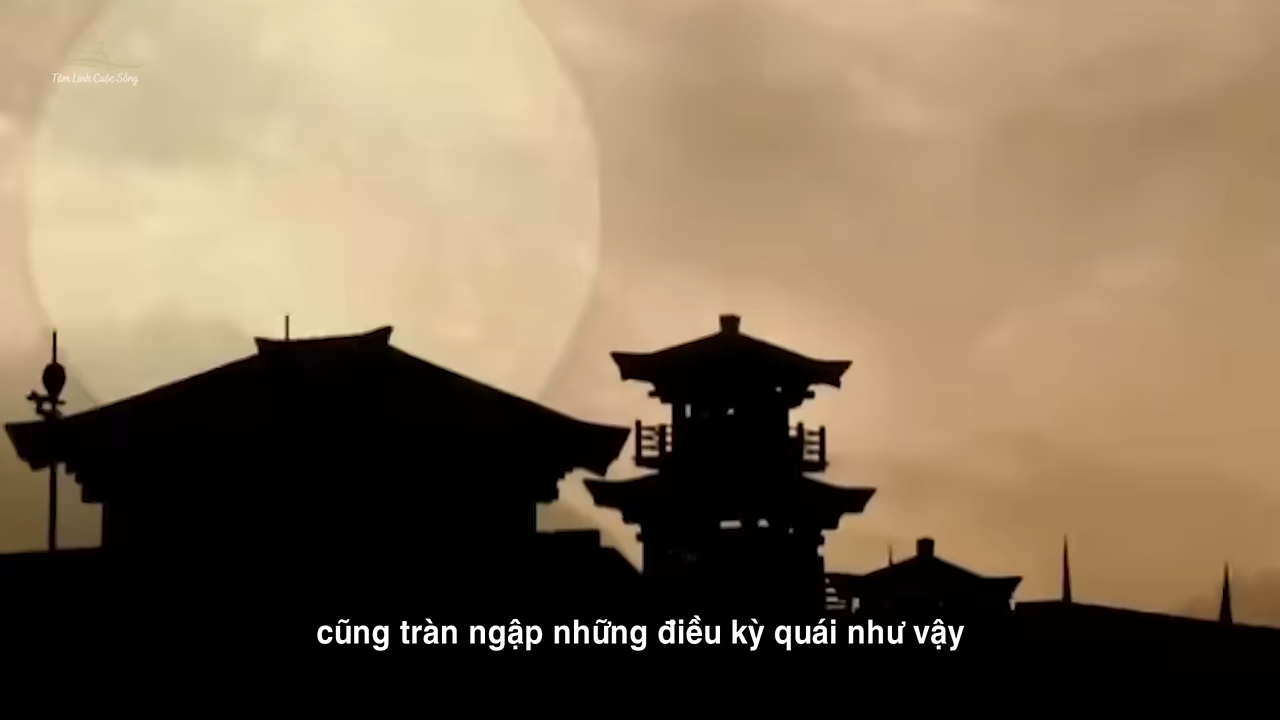 Tâm Linh Cuộc Sống
cũng tràn ngập những điều kỳ quái như vậy